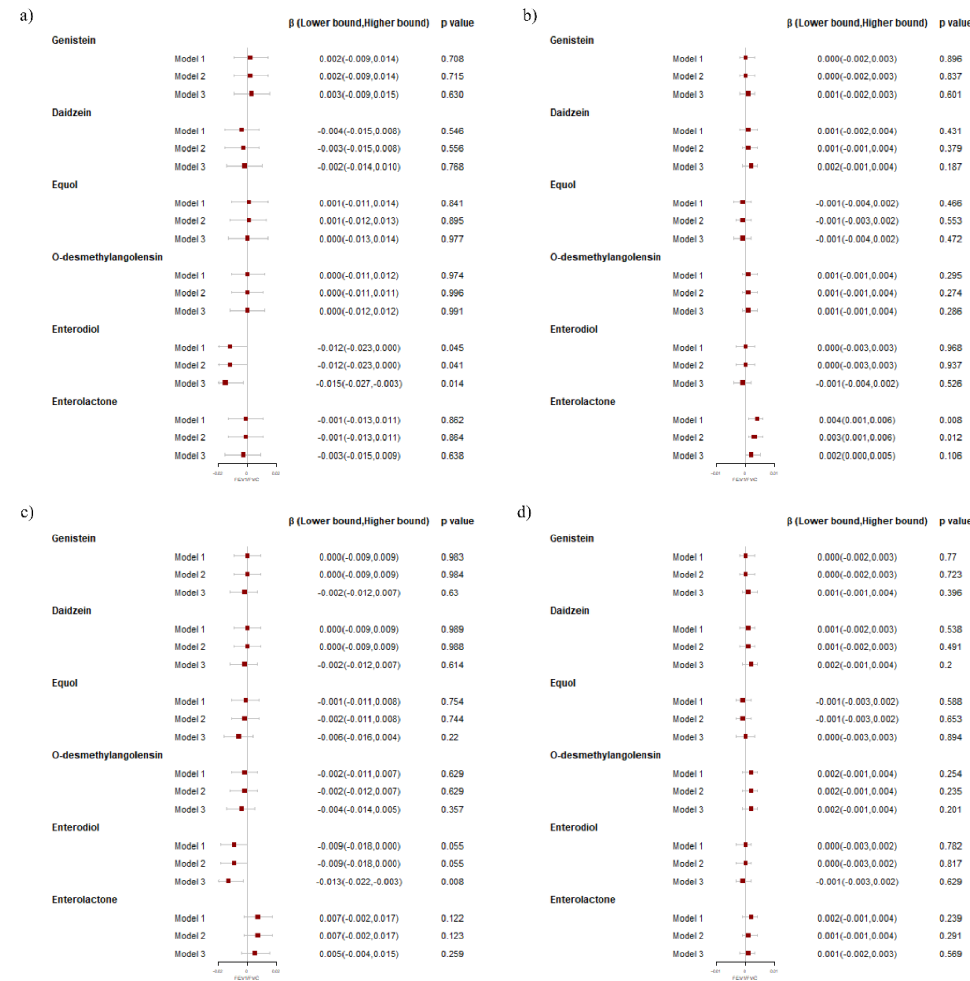 a)
β (Lower bound,Higher bound) p value
Genistein
Model 1 0.002(-0.009,0.014) 0.708
Model 2 0.002(-0.009,0.014) 0.715
Model 3 0.003(-0.009,0.015) 0.630
Daidzein
Model 1 -0.004(-0.015,0.008) 0.546
Model 2 -0.003(-0.015,0.008) 0.556
Model 3 -0.002(-0.014,0.010) 0.768
Equol
Model 1 0.001(-0.011,0.014) 0.841
Model 2 0.001(-0.012,0.013) 0.895
Model 3 0.000(-0.013,0.014) 0.977
O-desmethylangolensin
Model 1 0.000(-0.011,0.012) 0.974
Model 2 0.000(-0.011,0.011) 0.996
Model 3 0.000(-0.012,0.012) 0.991
Enterodiol
Model 1 -0.012(-0.023,0.000) 0.045
Model 2 -0.012(-0.023,0.000) 0.041
Model 3 -0.015(-0.027,-0.003) 0.014
Enterolactone
Model 1 -0.001(-0.013,0.011) 0.862
Model 2 -0.001(-0.013,0.011) 0.864
Model 3 -0.003(-0.015,0.009) 0.638
-0.02 0 0.02
FEV1/FVC
b)
β (Lower bound,Higher bound) p value
Genistein
Model 1 0.000(-0.002,0.003) 0.896
Model 2 0.000(-0.002,0.003) 0.837
Model 3 0.001(-0.002,0.003) 0.601
Daidzein
Model 1 0.001(-0.002,0.004) 0.431
Model 2 0.001(-0.001,0.004) 0.379
Model 3 0.002(-0.001,0.004) 0.187
Equol
Model 1 -0.001(-0.004,0.002) 0.466
Model 2 -0.001(-0.003,0.002) 0.553
Model 3 -0.001(-0.004,0.002) 0.472
O-desmethylangolensin
Model 1 0.001(-0.001,0.004) 0.295
Model 2 0.001(-0.001,0.004) 0.274
Model 3 0.001(-0.001,0.004) 0.286
Enterodiol
Model 1 0.000(-0.003,0.003) 0.968
Model 2 0.000(-0.003,0.003) 0.937
Model 3 -0.001(-0.004,0.002) 0.526
Enterolactone
Model 1 0.004(0.001,0.006) 0.008
Model 2 0.003(0.001,0.006) 0.012
Model 3 0.002(0.000,0.005) 0.106
-0.01 0 0.01
FEV1/FVC
c)
β (Lower bound,Higher bound) p value
Genistein
Model 1 0.000(-0.009,0.009) 0.983
Model 2 0.000(-0.009,0.009) 0.984
Model 3 -0.002(-0.012,0.007) 0.63
Daidzein
Model 1 0.000(-0.009,0.009) 0.989
Model 2 0.000(-0.009,0.009) 0.988
Model 3 -0.002(-0.012,0.007) 0.614
Equol
Model 1 -0.001(-0.011,0.008) 0.754
Model 2 -0.002(-0.011,0.008) 0.744
Model 3 -0.006(-0.016,0.004) 0.22
O-desmethylangolensin
Model 1 -0.002(-0.011,0.007) 0.629
Model 2 -0.002(-0.012,0.007) 0.629
Model 3 -0.004(-0.014,0.005) 0.357
Enterodiol
Model 1 -0.009(-0.018,0.000) 0.055
Model 2 -0.009(-0.018,0.000) 0.055
Model 3 -0.013(-0.022,-0.003) 0.008
Enterolactone
Model 1 0.007(-0.002,0.017) 0.122
Model 2 0.007(-0.002,0.017) 0.123
Model 3 0.005(-0.004,0.015) 0.259
-0.02 0 0.02
FEV1/FVC
d)
β (Lower bound,Higher bound) p value
Genistein
Model 1 0.000(-0.002,0.003) 0.77
Model 2 0.000(-0.002,0.003) 0.723
Model 3 0.001(-0.001,0.004) 0.396
Daidzein
Model 1 0.001(-0.002,0.003) 0.538
Model 2 0.001(-0.002,0.003) 0.491
Model 3 0.002(-0.001,0.004) 0.2
Equol
Model 1 -0.001(-0.003,0.002) 0.588
Model 2 -0.001(-0.003,0.002) 0.653
Model 3 0.000(-0.003,0.003) 0.894
O-desmethylangolensin
Model 1 0.002(-0.001,0.004) 0.254
Model 2 0.002(-0.001,0.004) 0.235
Model 3 0.002(-0.001,0.004) 0.201
Enterodiol
Model 1 0.000(-0.003,0.002) 0.782
Model 2 0.000(-0.003,0.002) 0.817
Model 3 -0.001(-0.003,0.002) 0.629
Enterolactone
Model 1 0.002(-0.001,0.004) 0.239
Model 2 0.001(-0.001,0.004) 0.291
Model 3 0.001(-0.002,0.003) 0.569
-0.01 0 0.01
FEV1/FVC